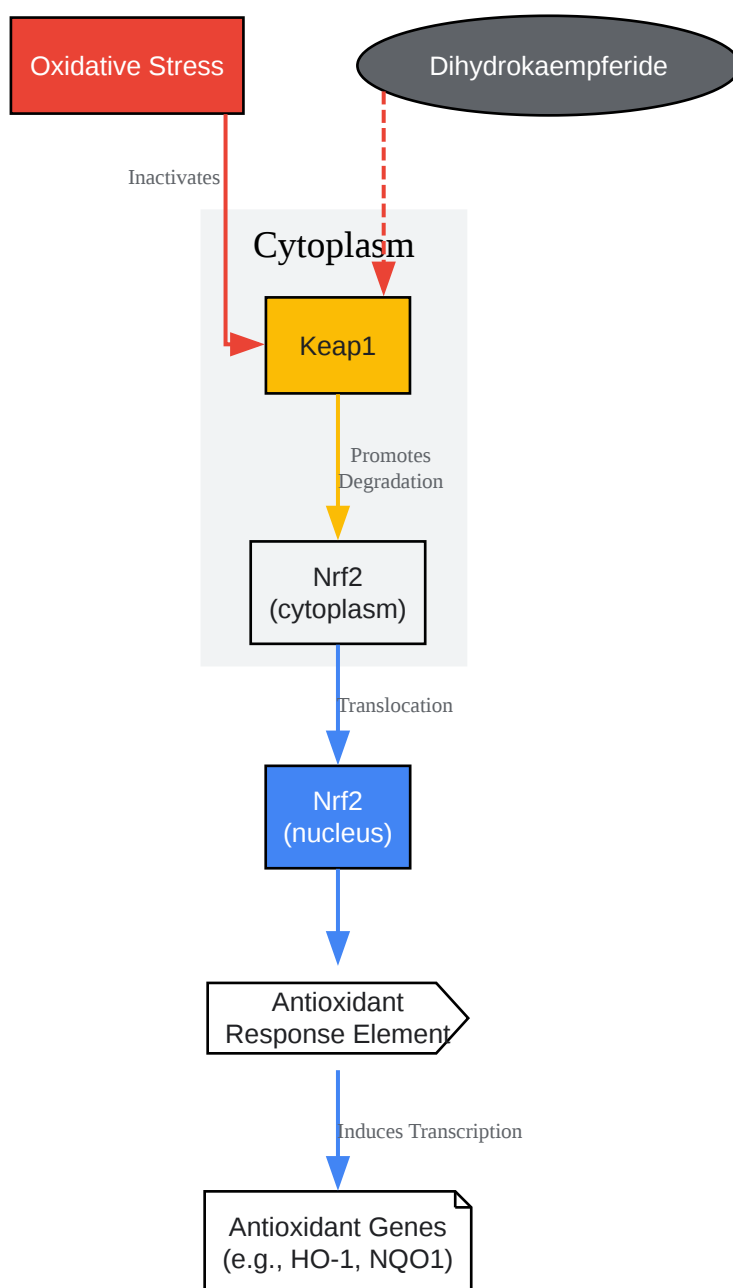 Oxidative Stress
Dihydrokaempferide
Inactivates
Cytoplasm
Keap1
Promotes
Degradation
Nrf2
(cytoplasm)
Translocation
Nrf2
(nucleus)
Antioxidant
Response Element
Induces Transcription
Antioxidant Genes
(e.g., HO-1, NQO1)